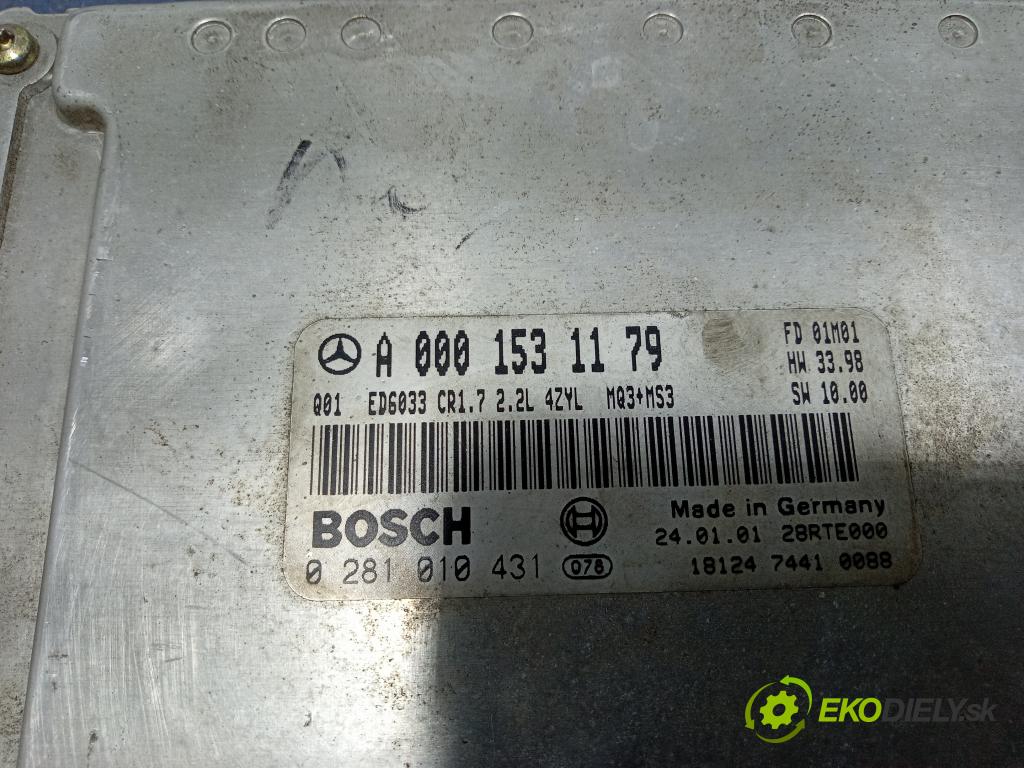 A 000 153 11 79
FD 01M01
HW 33.98
SW 10.00
Q01 ED6033 CR1.7 2.2L 4ZYL MQ3+MS3
BOSCH
Made in Germany
24.01.01 28RTE000
0 281 010 431 078
18124 7441 0088
EKODIELY.sk